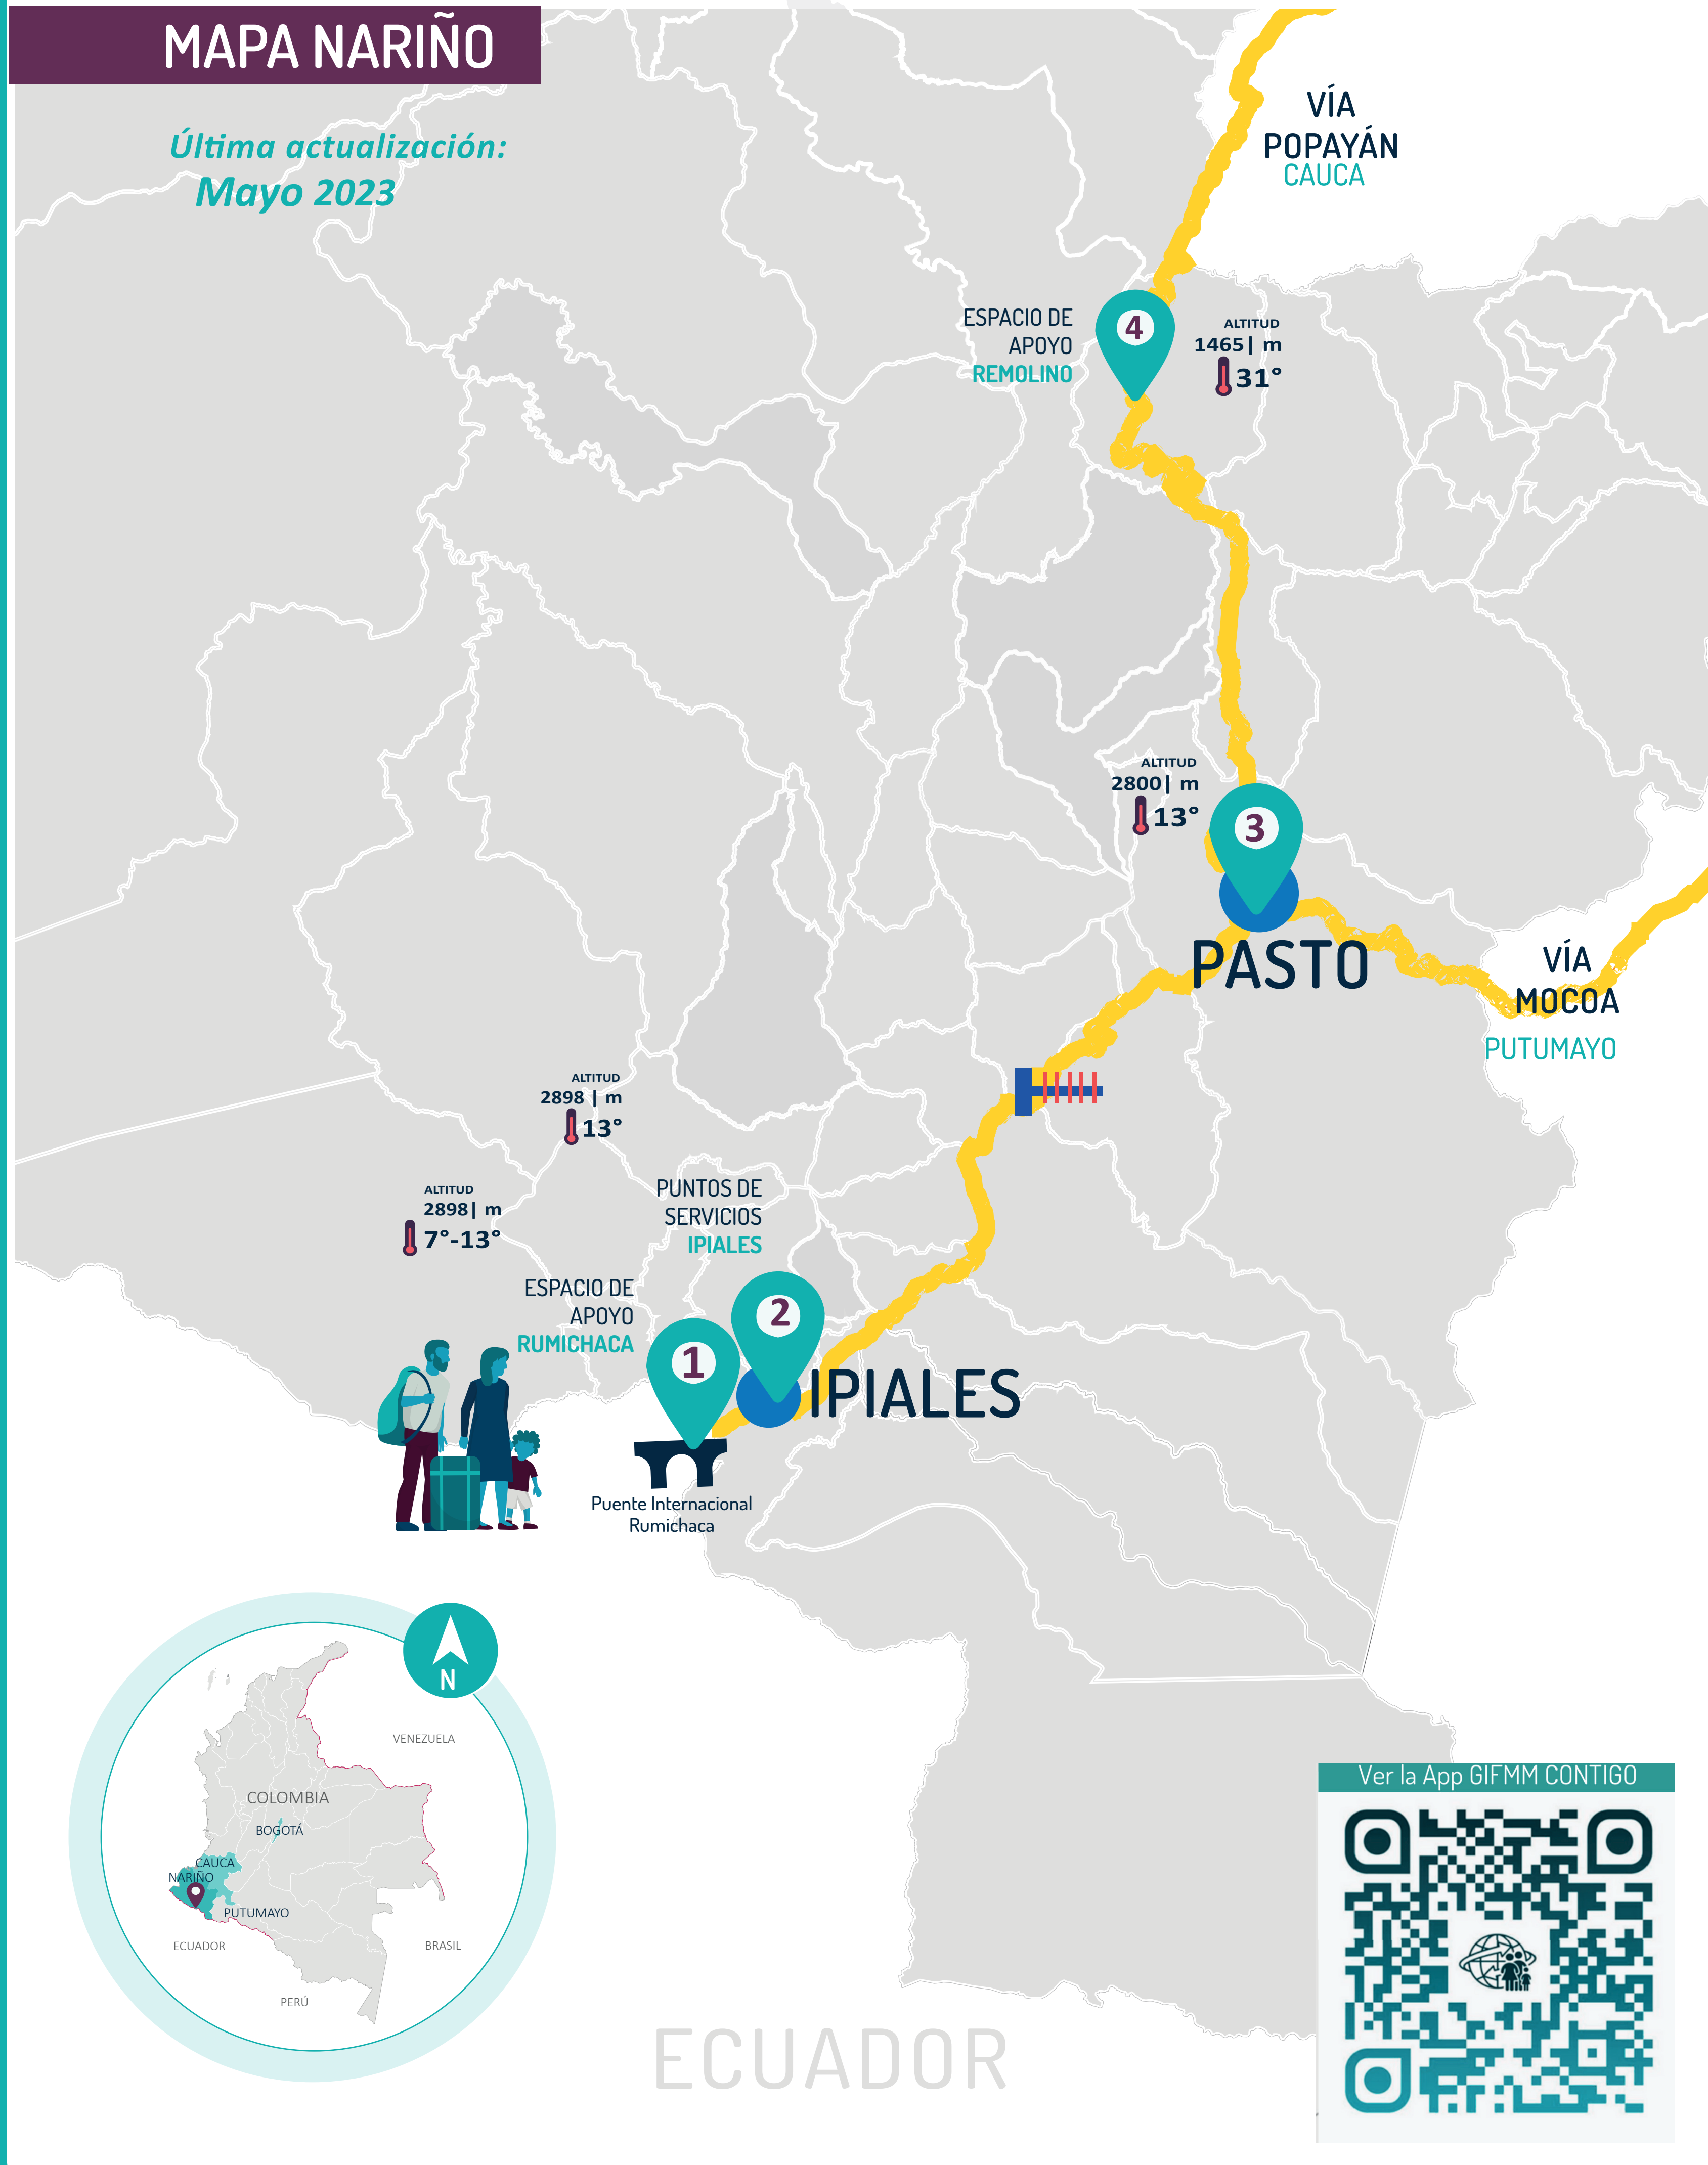 MAPA NARIÑO
Última actualización:
Mayo 2023
VÍA
POPAYÁN
CAUCA
ESPACIO DE
APOYO
REMOLINO
4
ALTITUD
1465| m
31°
ALTITUD
2800| m
13°
3
PASTO
VÍA
MOCOA
PUTUMAYO
ALTITUD
2898 | m
13°
ALTITUD
2898| m
7°-13°
PUNTOS DE
SERVICIOS
IPIALES
ESPACIO DE
APOYO
RUMICHACA
2
1
IPIALES
Puente Internacional
Rumichaca
N
VENEZUELA
COLOMBIA
BOGOTÁ
CAUCA
NARIÑO
PUTUMAYO
ECUADOR
BRASIL
PERÚ
ECUADOR
Ver la App GIFMM CONTIGO